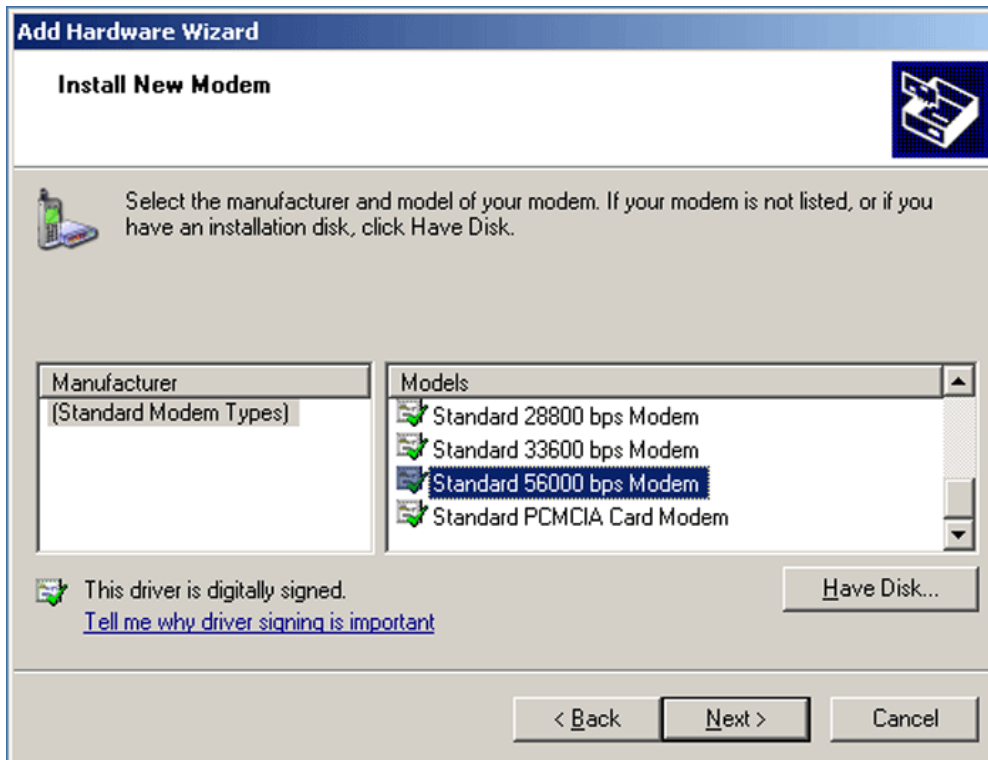 Add Hardware Wizard
Install New Modem
Select the manufacturer and model of your modem. If your modem is not listed, or if you
have an installation disk, click Have Disk.
Manufacturer
(Standard Modem Types)
Models
Standard 28800 bps Modem
Standard 33600 bps Modem
Standard 56000 bps Modem
Standard PCMCIA Card Modem
This driver is digitally signed.
Tell me why driver signing is important
Have Disk...
< Back
Next >
Cancel